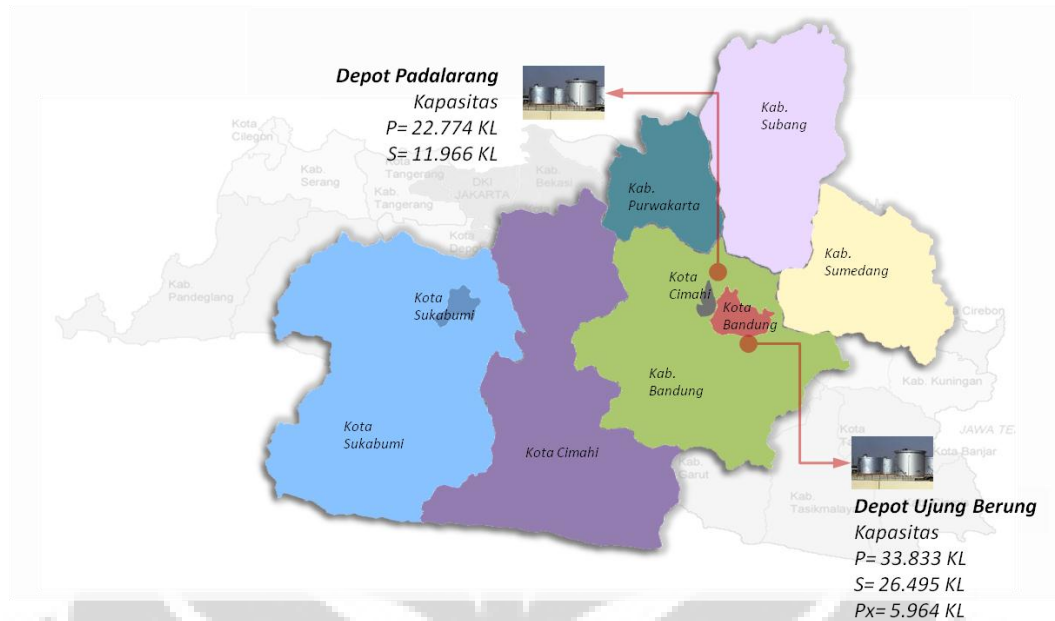 Depot Padalarang
Kapasitas
P= 22.774 KL
S= 11.966 KL
Kab.
Subang
Kota
Cilegon
Kab.
Serang
Kota
Tangerang
Kab.
Tangerang
DKI
JAKARTA
Kab.
Bekasi
Kota
Kab.
Purwakarta
Kab.
Sumedang
Kab.
Pandeglang
Kota
Sukabumi
Kota
Cimahi
Kota
Bandung
Cirebon
Kab.
Bandung
Kab. Kuningan
Kota
Sukabumi
Kota Cimahi
Kota
JAWA TE
Kota Banjar
Kab.
Garut
Kab.
Tasikmalaya
Depot Ujung Berung
Kapasitas
P= 33.833 KL
S= 26.495 KL
Px= 5.964 KL